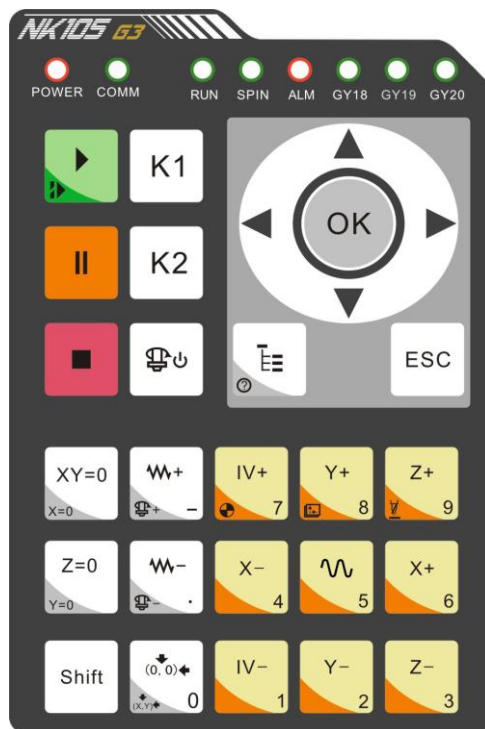 NK105 G3
POWER COMM RUN SPIN ALM GY18 GY19 GY20
K1
OK
K2
ESC
XY=0 + IV+ Y+ Z+
X=0 + - 7 8 9
Z=0 - X- X+
Y=0 - . 4 5 6
Shift (0, 0) IV- Y- Z-
(X,Y) 0 1 2 3